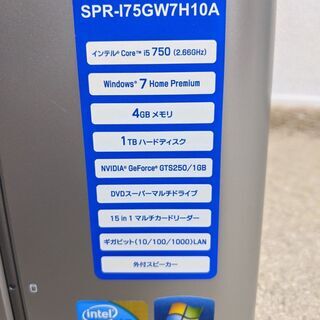 SPR-I75GW7H10A
インテル® Core™ i5 750 (2.66GHz)
Windows® 7 Home Premium
4GB メモリ
1TB ハードディスク
NVIDIA® GeForce® GTS250/1GB
DVDスーパーマルチドライブ
15 in 1 マルチカードリーダー
ギガビット(10/100/1000)LAN
外付スピーカー
intel